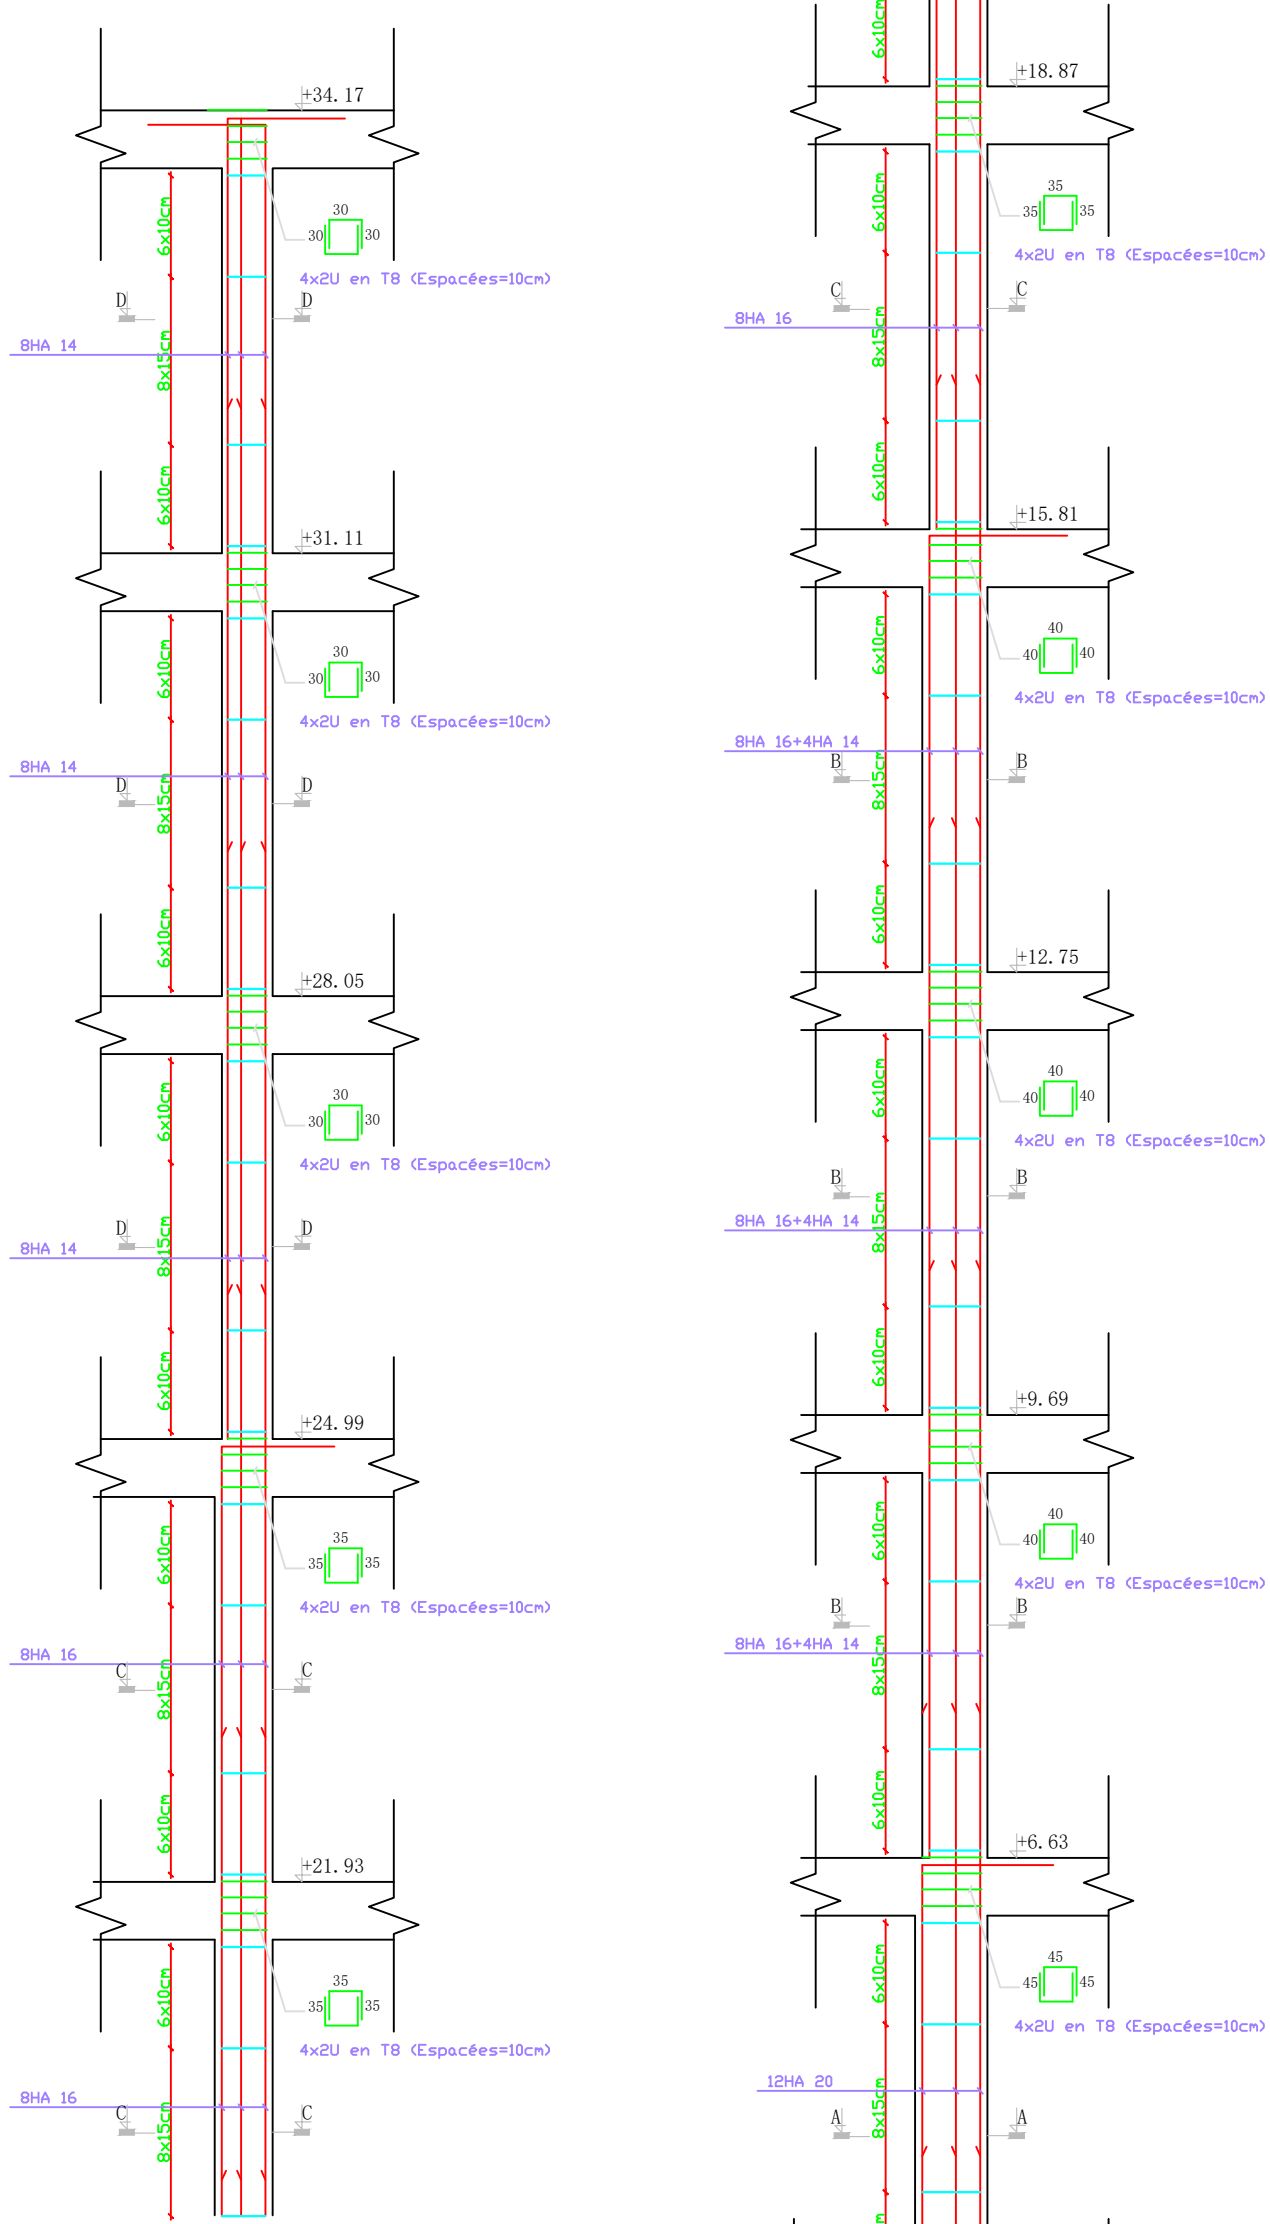 +34.17
6x10cm
30
30 30
4x2U en T8 (Espacées=10cm)
D D
8HA 14
8x15cm
6x10cm
+31.11
6x10cm
30
30 30
4x2U en T8 (Espacées=10cm)
8HA 14
D D
8x15cm
6x10cm
+28.05
6x10cm
30
30 30
4x2U en T8 (Espacées=10cm)
D D
8HA 14
8x15cm
6x10cm
+24.99
6x10cm
35
35 35
4x2U en T8 (Espacées=10cm)
8HA 16
C C
8x15cm
6x10cm
+21.93
6x10cm
35
35 35
4x2U en T8 (Espacées=10cm)
8HA 16
C C
8x15cm
6x10cm
+18.87
6x10cm
35
35 35
4x2U en T8 (Espacées=10cm)
C C
8HA 16
8x15cm
6x10cm
+15.81
6x10cm
40
40 40
4x2U en T8 (Espacées=10cm)
8HA 16+4HA 14
B B
8x15cm
6x10cm
+12.75
6x10cm
40
40 40
4x2U en T8 (Espacées=10cm)
B B
8HA 16+4HA 14
8x15cm
6x10cm
+9.69
6x10cm
40
40 40
4x2U en T8 (Espacées=10cm)
B B
8HA 16+4HA 14
8x15cm
6x10cm
+6.63
6x10cm
45
45 45
4x2U en T8 (Espacées=10cm)
12HA 20
8x15cm
A A